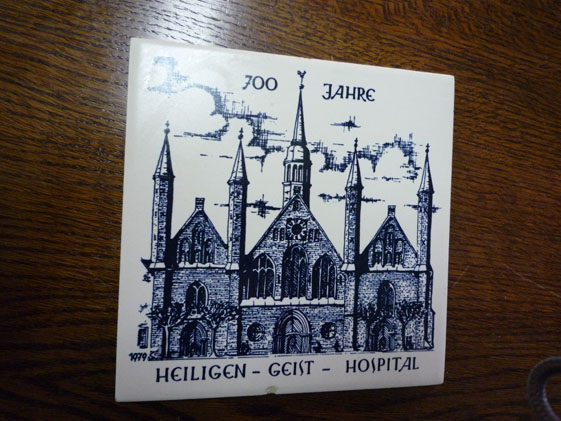 700 JAHRE
1979
HEILIGEN - GEIST - HOSPITAL